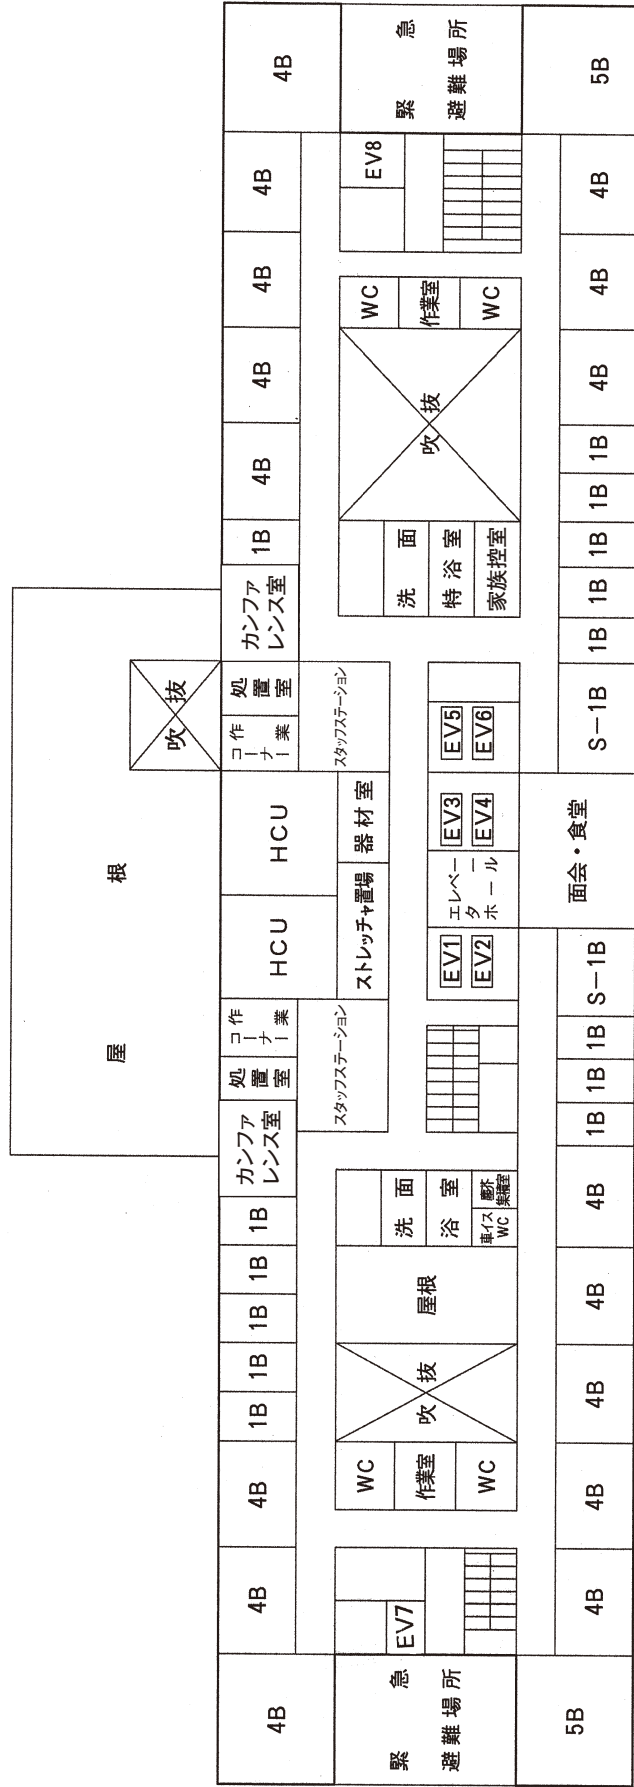 屋根
吹抜
4B
4B
4B
1B
1B
1B
1B
1B
カンファ
レンス室
処置室
作業
コーナー
HCU
HCU
作業
コーナー
処置室
カンファ
レンス室
1B
4B
4B
4B
4B
4B
スタッフステーション
ストレッチャ置場
器材室
スタッフステーション
緊急
避難場所
EV7
WC
作業室
WC
吹抜
屋根
洗面
浴室
車イス
WC
塵芥
集積室
EV1
EV2
エレベー
タ
ホール
EV3
EV4
EV5
EV6
洗面
特浴室
家族控室
吹抜
WC
作業室
WC
EV8
緊急
避難場所
5B
4B
4B
4B
4B
4B
1B
1B
1B
S−1B
面会・食堂
S−1B
1B
1B
1B
1B
1B
4B
4B
4B
5B